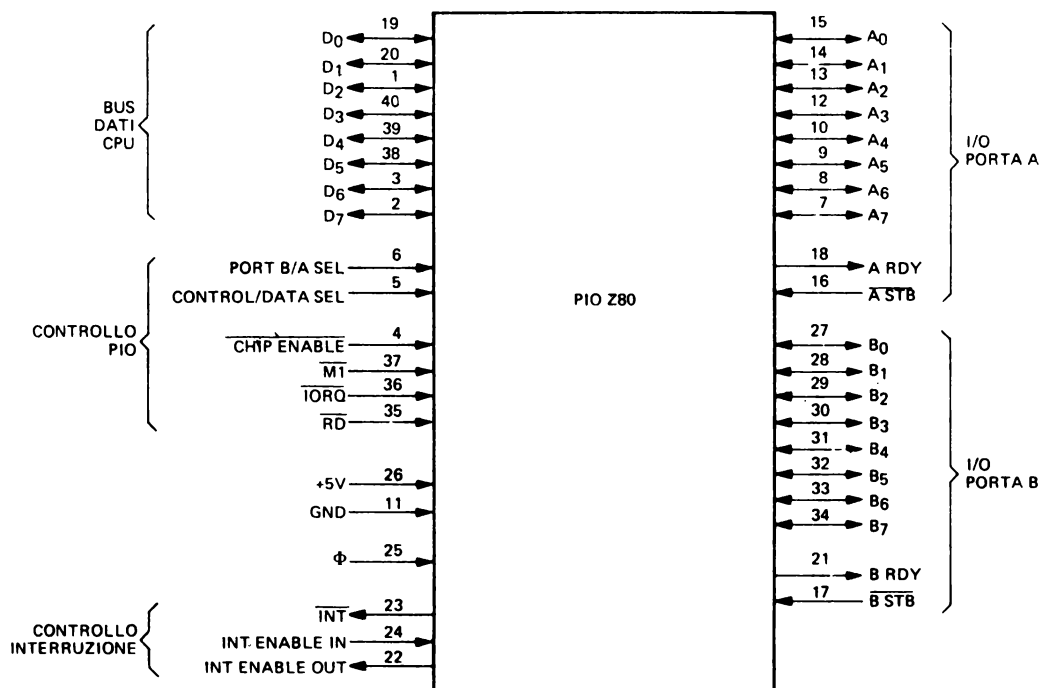 BUS
DATI
CPU
D0 19
D1 20
D2 1
D3 40
D4 39
D5 38
D6 3
D7 2
CONTROLLO
PIO
PORT B/A SEL 6
CONTROL/DATA SEL 5
CHIP ENABLE 4
M1 37
IORQ 36
RD 35
+5V 26
GND 11
Φ 25
CONTROLLO
INTERRUZIONE
INT 23
INT ENABLE IN 24
INT ENABLE OUT 22
PIO Z80
15 A0
14 A1
13 A2
12 A3
10 A4
9 A5
8 A6
7 A7
18 A RDY
16 A STB
I/O
PORTA A
27 B0
28 B1
29 B2
30 B3
31 B4
32 B5
33 B6
34 B7
21 B RDY
17 B STB
I/O
PORTA B